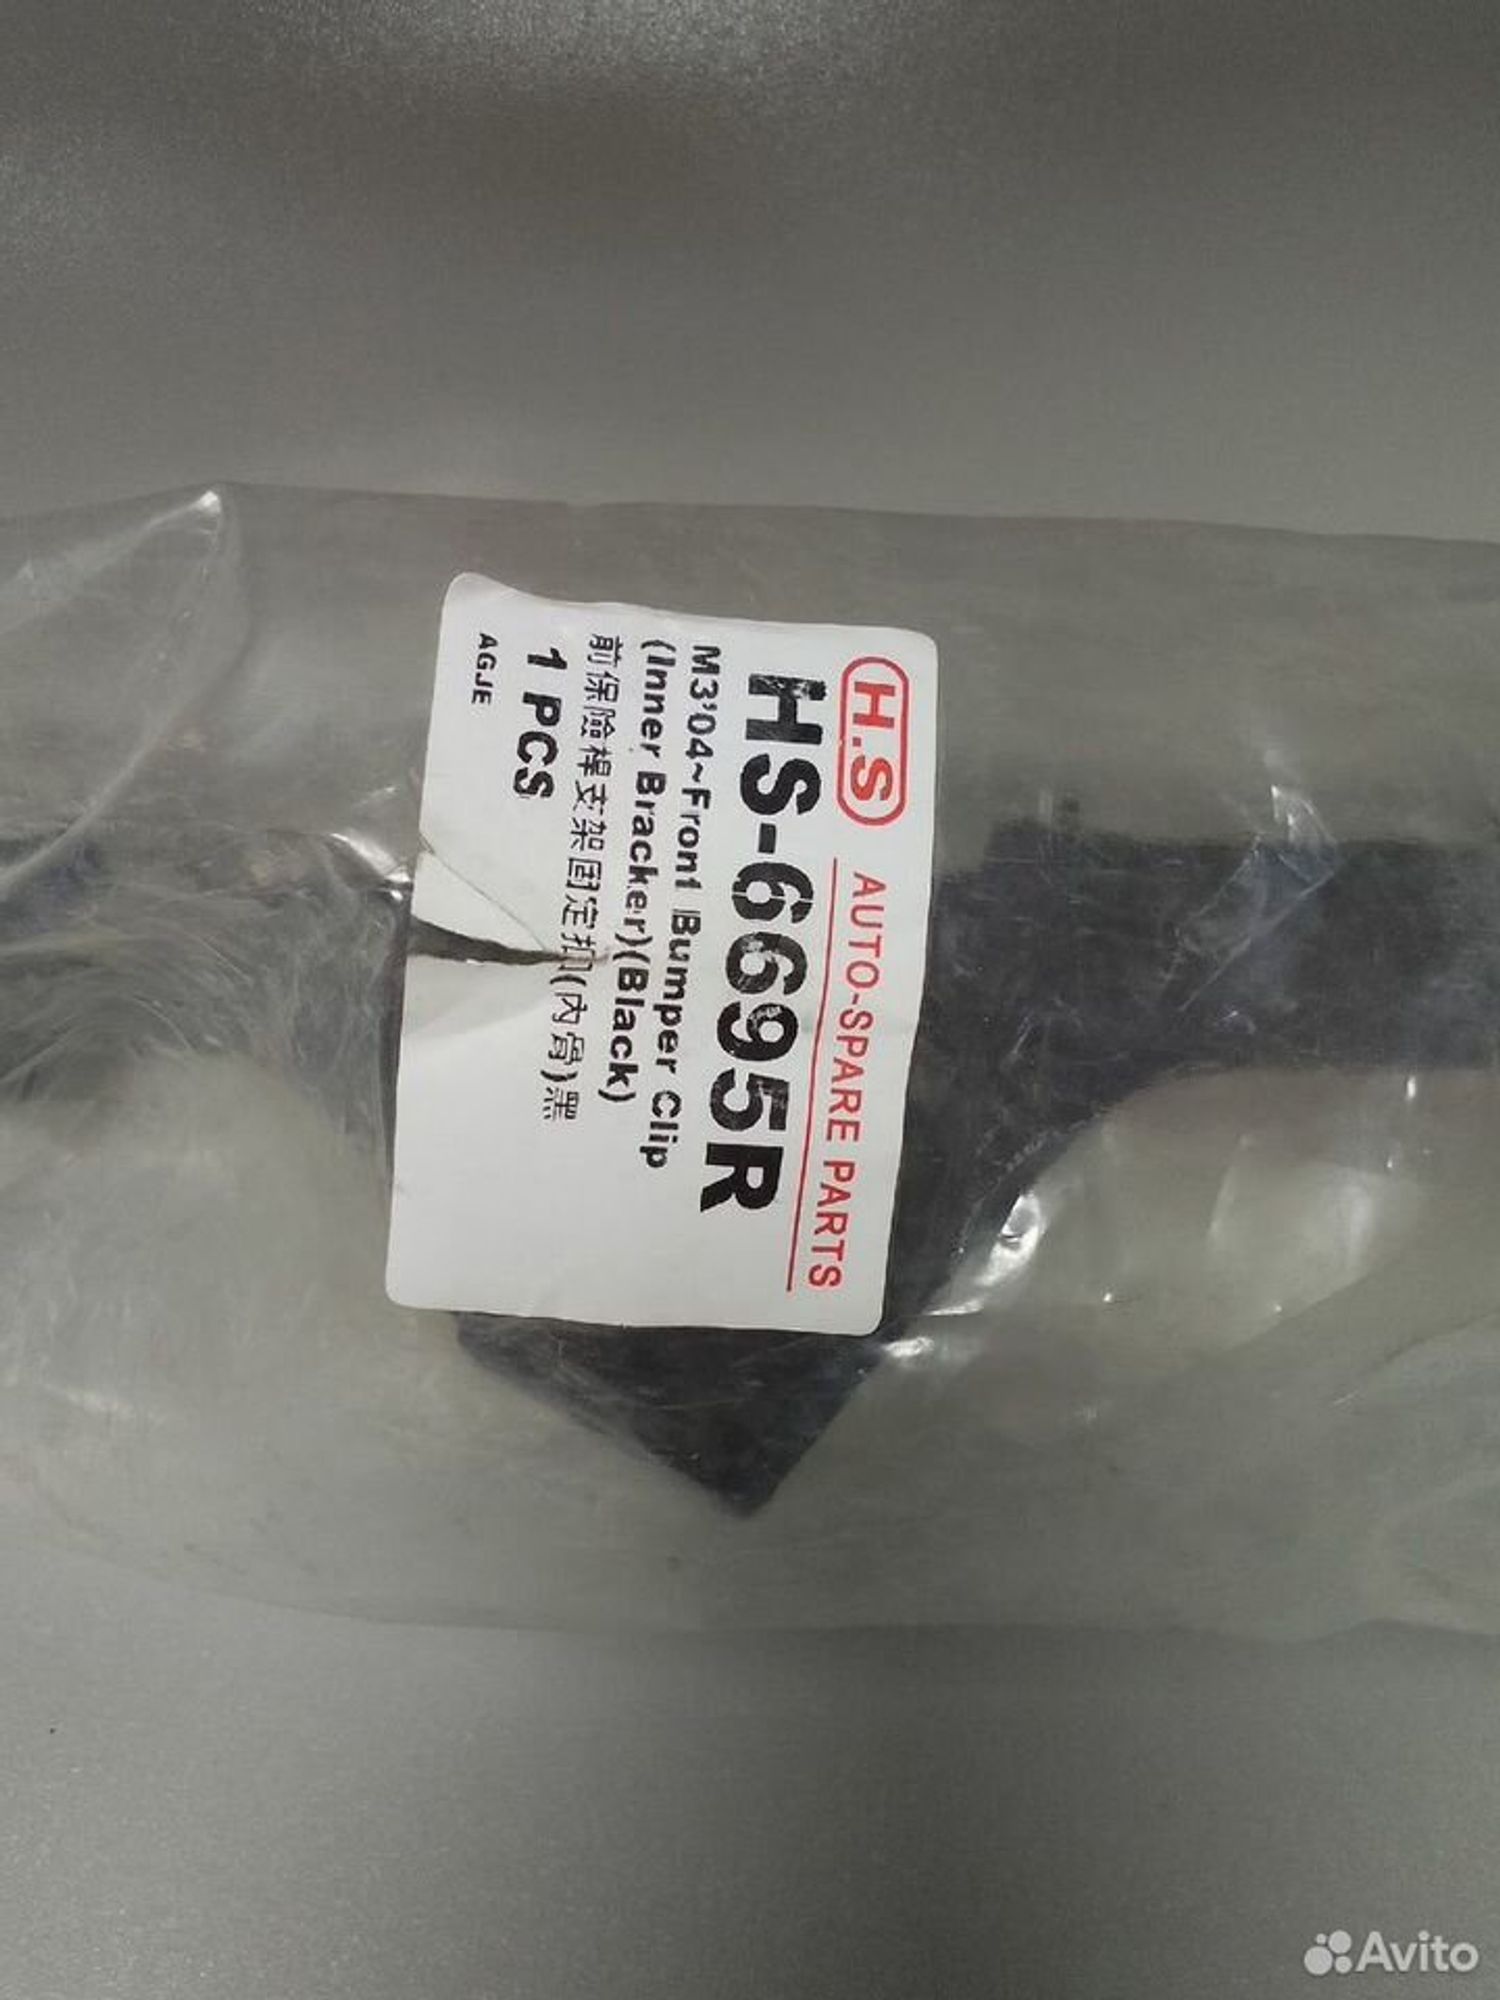 H.S AUTO-SPARE PARTS
HS-6695R
M3'04~Front Bumper Clip
(Inner Bracker)(Black)
前保險桿支架固定扣(內骨)黑
1 PCS
AGJE
Avito